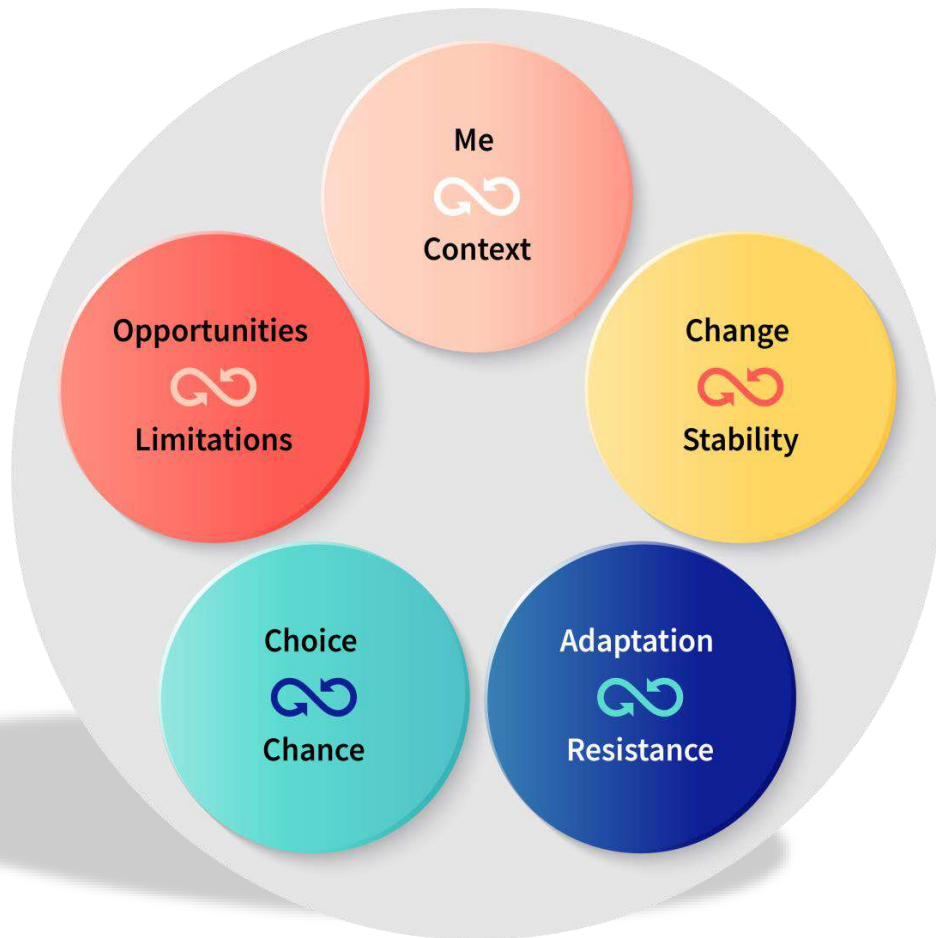 Me
Context
Opportunities
Limitations
Change
Stability
Choice
Chance
Adaptation
Resistance